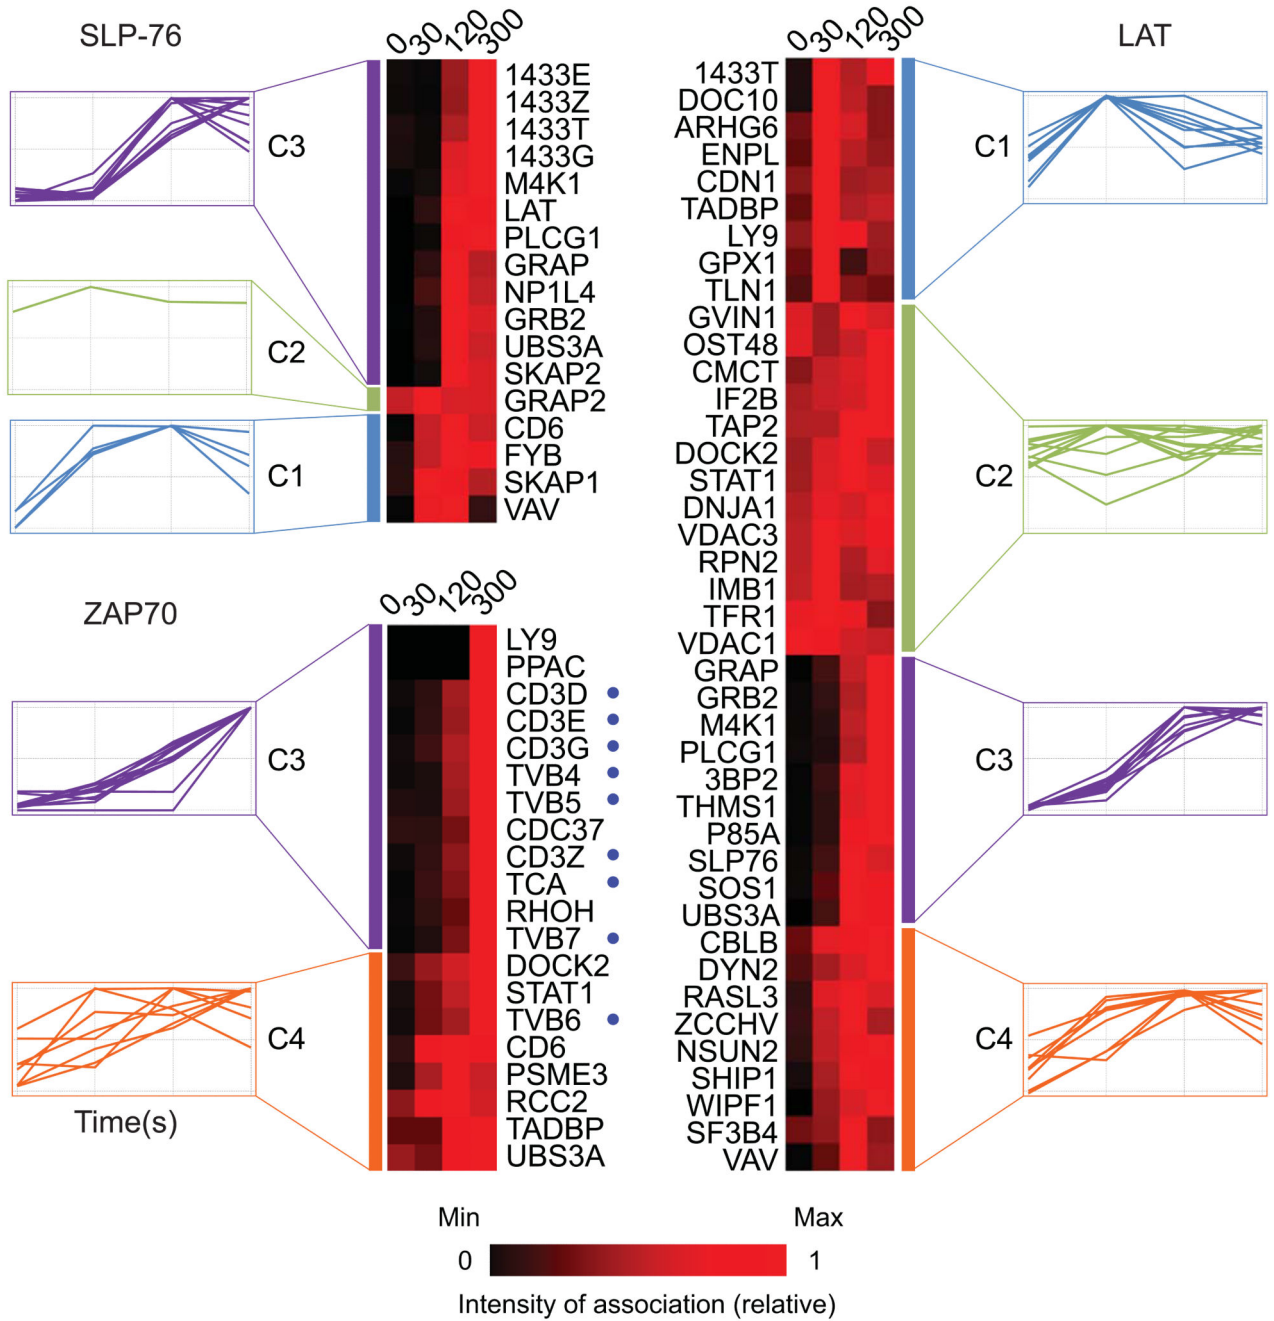 SLP-76
0 30 120 300
1433E
1433Z
1433T
1433G
M4K1
LAT
PLCG1
GRAP
NP1L4
GRB2
UBS3A
SKAP2
GRAP2
CD6
FYB
SKAP1
VAV
C3
C2
C1
ZAP70
0 30 120 300
LY9
PPAC
CD3D
CD3E
CD3G
TVB4
TVB5
CDC37
CD3Z
TCA
RHOH
TVB7
DOCK2
STAT1
TVB6
CD6
PSME3
RCC2
TADBP
UBS3A
C3
C4
Time(s)
LAT
0 30 120 300
1433T
DOC10
ARHG6
ENPL
CDN1
TADBP
LY9
GPX1
TLN1
GVIN1
OST48
CMCT
IF2B
TAP2
DOCK2
STAT1
DNJA1
VDAC3
RPN2
IMB1
TFR1
VDAC1
GRAP
GRB2
M4K1
PLCG1
3BP2
THMS1
P85A
SLP76
SOS1
UBS3A
CBLB
DYN2
RASL3
ZCCHV
NSUN2
SHIP1
WIPF1
SF3B4
VAV
C1
C2
C3
C4
Min Max
0 1
Intensity of association (relative)